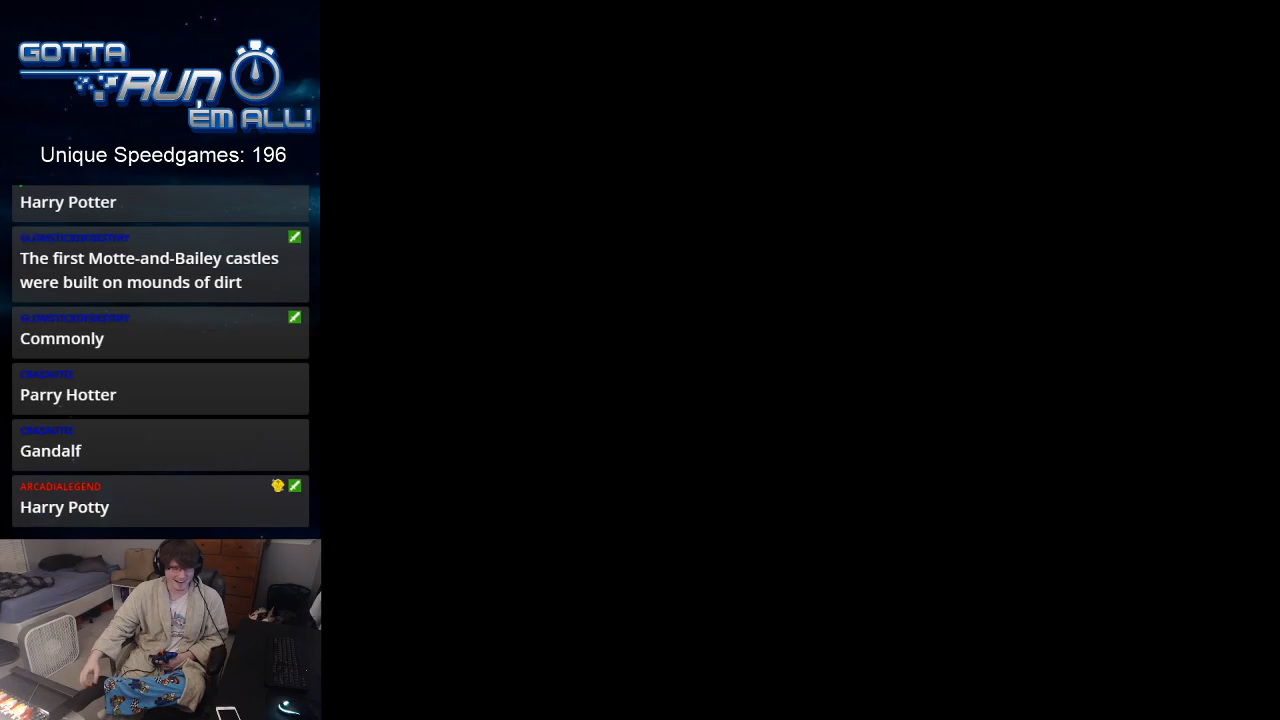 GOTTA
RUN
'EM ALL!
Unique Speedgames: 196
Harry Potter
The first Motte-and-Bailey castles
were built on mounds of dirt
Commonly
Parry Hotter
Gandalf
ARCADIALEGEND
Harry Potty